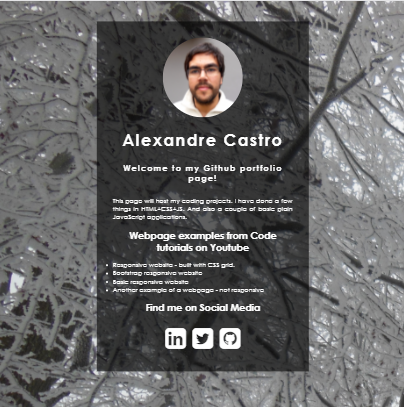 Alexandre Castro
Welcome to my Github portfolio
page!
This page will host my coding projects. I have done a few
things in HTML+CSS+JS. And also a couple of basic plain
JavaScript applications.
Webpage examples from Code
tutorials on Youtube
Responsive website - built with CSS grid.
Bootstrap responsive website
Basic responsive website
Another example of a webpage - not responsive
Find me on Social Media
in